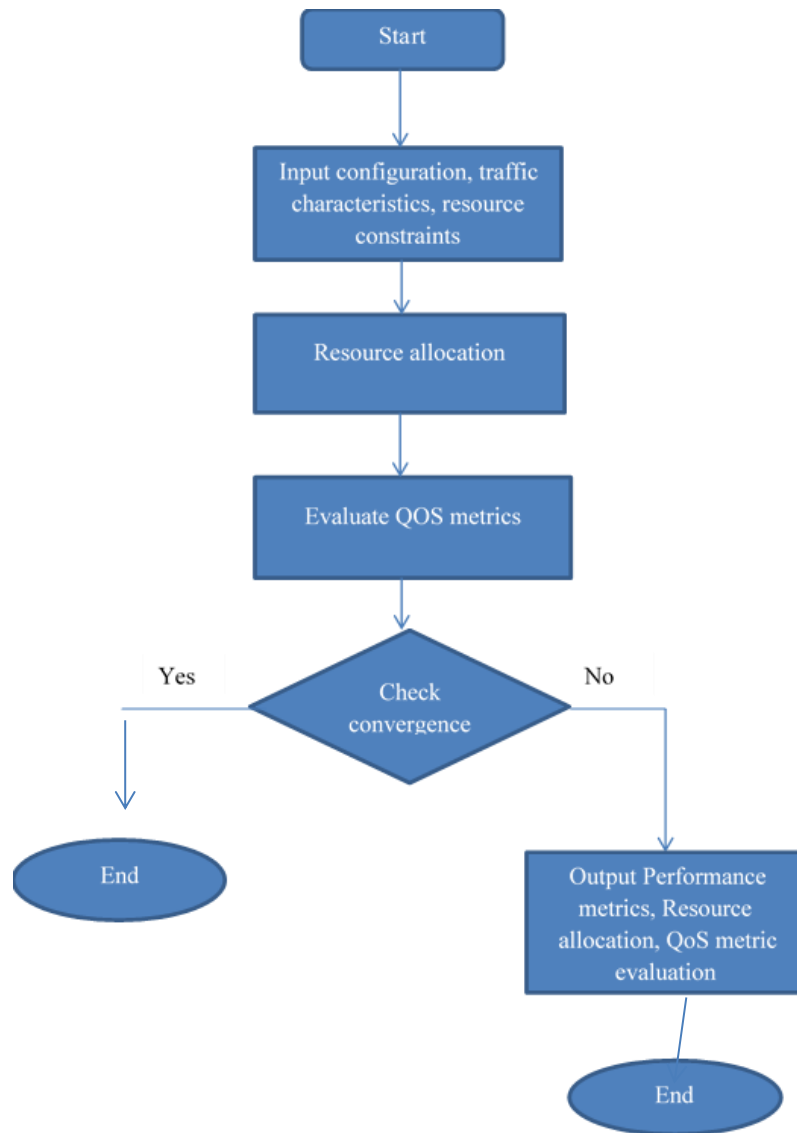 Start
Input configuration, traffic
characteristics, resource
constraints
Resource allocation
Evaluate QOS metrics
Yes
No
Check
convergence
End
Output Performance
metrics, Resource
allocation, QoS metric
evaluation
End